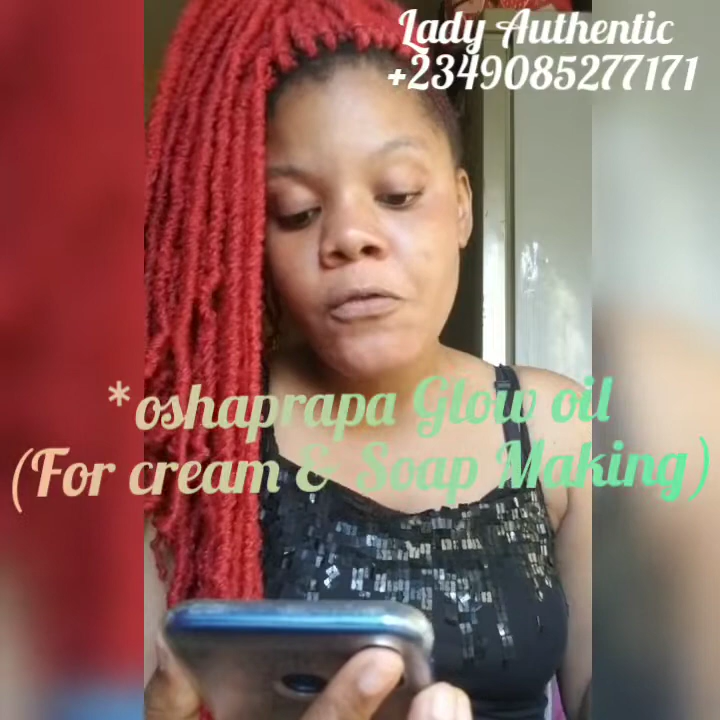 Lady Authentic
+2349085277171
*oshaprapa Glow oil
(For cream & Soap Making)